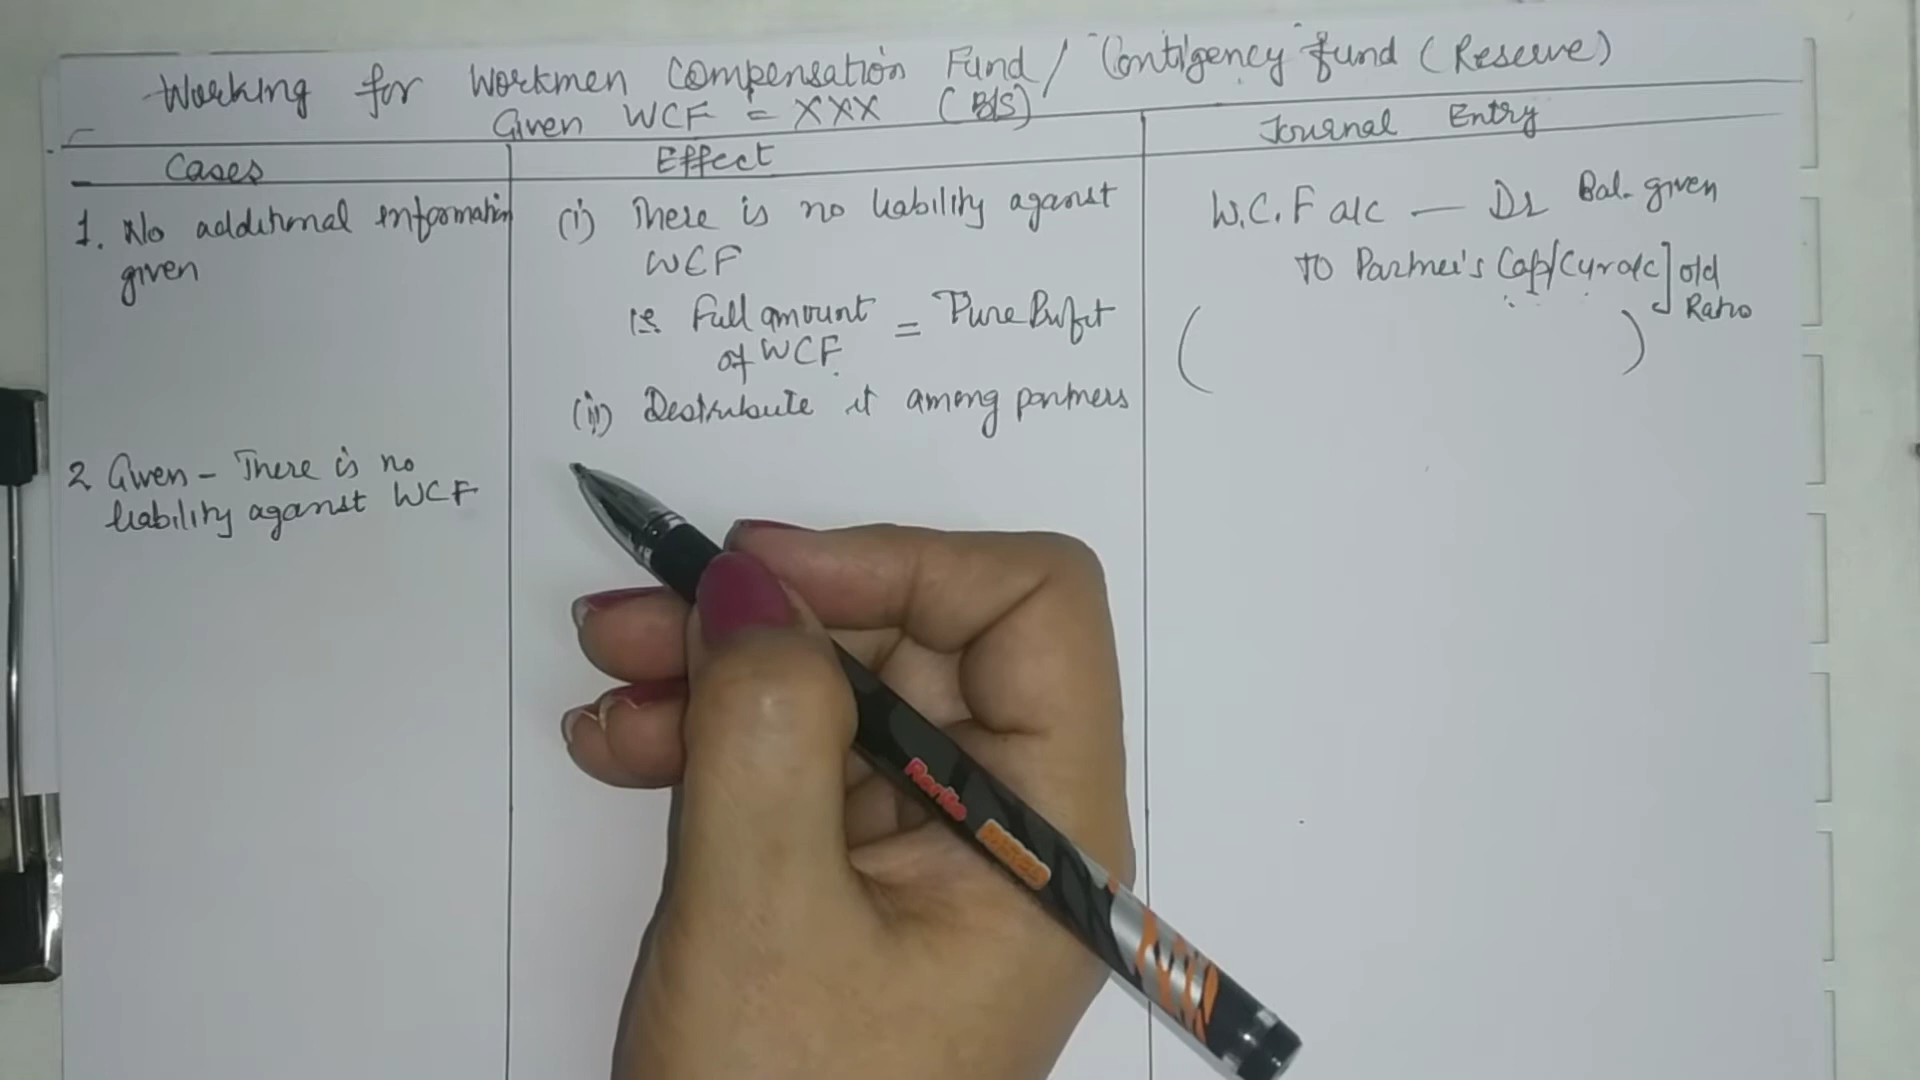 Working for Workmen Compensation Fund / "Contigency" fund (Reserve)
Given WCF = XXX (B/S)
Cases
Effect
Journal Entry
1. No additional information
given
(i) There is no liability against
WCF
ie Full amount = Pure Profit
of WCF.
(ii) Distribute it among partners
W.C.F a/c — Dr Bal. given
To Partner's Cap/Cur a/c] old
Ratio
( )
2 Given - There is no
liability against WCF